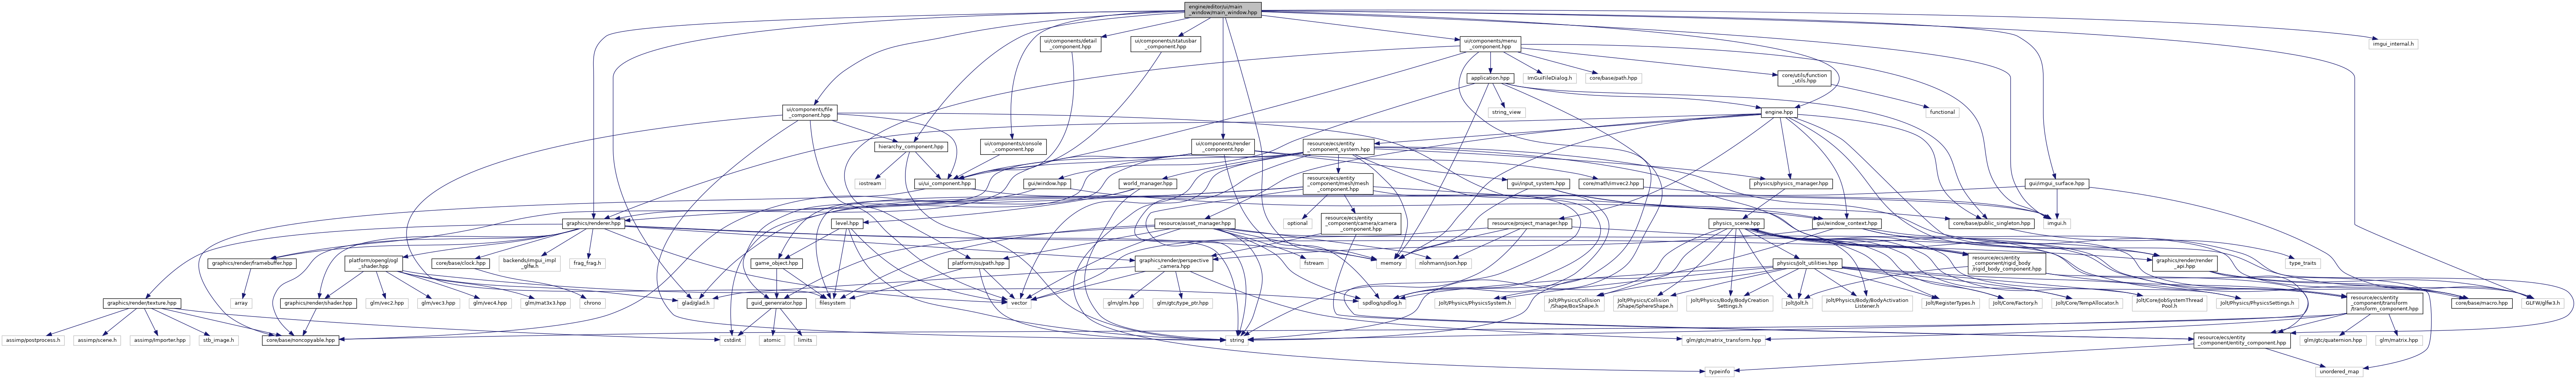 engine/editor/ui/main
_window/main_window.hpp
ui/components/detail
_component.hpp
ui/components/statusbar
_component.hpp
ui/components/menu
_component.hpp
imgui_internal.h
application.hpp
ImGuiFileDialog.h
core/base/path.hpp
core/utils/function
_utils.hpp
ui/components/file
_component.hpp
string_view
engine.hpp
functional
hierarchy_component.hpp
ui/components/console
_component.hpp
ui/components/render
_component.hpp
resource/ecs/entity
_component_system.hpp
iostream
ui/ui_component.hpp
gui/window.hpp
world_manager.hpp
resource/ecs/entity
_component/mesh/mesh
_component.hpp
gui/input_system.hpp
core/math/imvec2.hpp
physics/physics_manager.hpp
gui/imgui_surface.hpp
graphics/renderer.hpp
level.hpp
resource/asset_manager.hpp
optional
resource/ecs/entity
_component/camera/camera
_component.hpp
resource/project_manager.hpp
physics_scene.hpp
gui/window_context.hpp
core/base/public_singleton.hpp
imgui.h
graphics/render/framebuffer.hpp
platform/opengl/ogl
_shader.hpp
core/base/clock.hpp
backends/imgui_impl
_glfw.h
frag_frag.h
game_object.hpp
platform/os/path.hpp
graphics/render/perspective
_camera.hpp
fstream
memory
nlohmann/json.hpp
physics/jolt_utilities.hpp
resource/ecs/entity
_component/rigid_body
/rigid_body_component.hpp
graphics/render/render
_api.hpp
type_traits
graphics/render/texture.hpp
array
graphics/render/shader.hpp
glm/vec2.hpp
glm/vec3.hpp
glm/vec4.hpp
glm/mat3x3.hpp
chrono
glad/glad.h
guid_genenrator.hpp
filesystem
vector
glm/glm.hpp
glm/gtc/type_ptr.hpp
spdlog/spdlog.h
Jolt/Physics/PhysicsSystem.h
Jolt/Physics/Collision
/Shape/BoxShape.h
Jolt/Physics/Collision
/Shape/SphereShape.h
Jolt/Physics/Body/BodyCreation
Settings.h
Jolt/Jolt.h
Jolt/Physics/Body/BodyActivation
Listener.h
Jolt/RegisterTypes.h
Jolt/Core/Factory.h
Jolt/Core/TempAllocator.h
Jolt/Core/JobSystemThread
Pool.h
Jolt/Physics/PhysicsSettings.h
resource/ecs/entity
_component/transform
/transform_component.hpp
core/base/macro.hpp
GLFW/glfw3.h
assimp/postprocess.h
assimp/scene.h
assimp/Importer.hpp
stb_image.h
core/base/noncopyable.hpp
cstdint
atomic
limits
string
glm/gtc/matrix_transform.hpp
resource/ecs/entity
_component/entity_component.hpp
glm/gtc/quaternion.hpp
glm/matrix.hpp
typeinfo
unordered_map